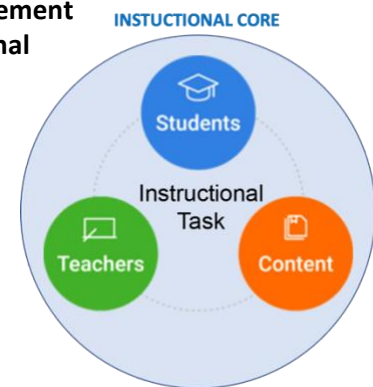 ement
nal
INSTUCTIONAL CORE
Students
Instructional
Task
Teachers
Content